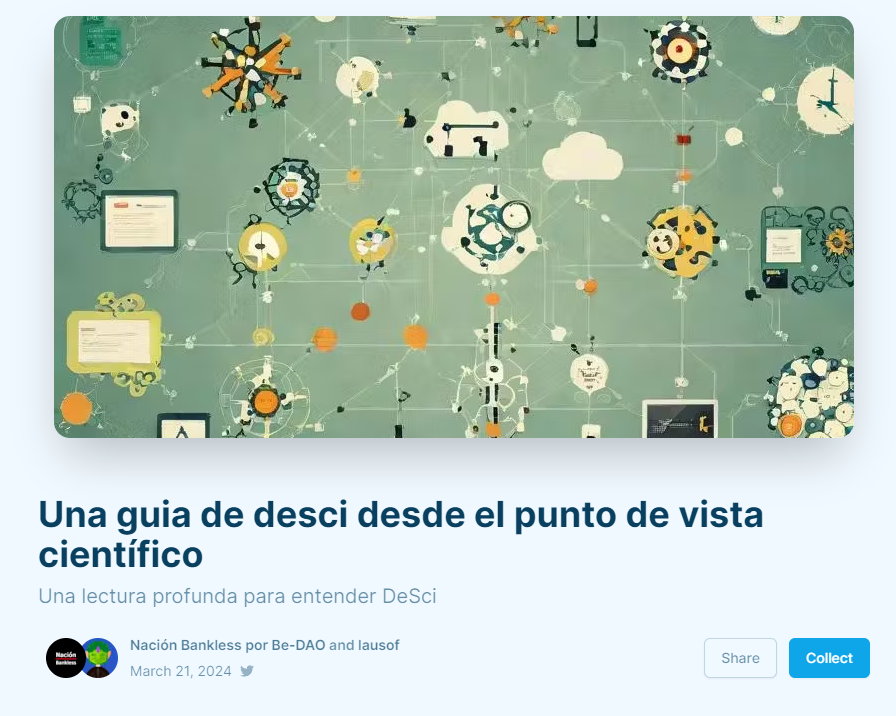 Una guia de desci desde el punto de vista
científico
Una lectura profunda para entender DeSci
Nación
Bankless
Nación Bankless por Be-DAO and lausof
March 21, 2024
Share
Collect